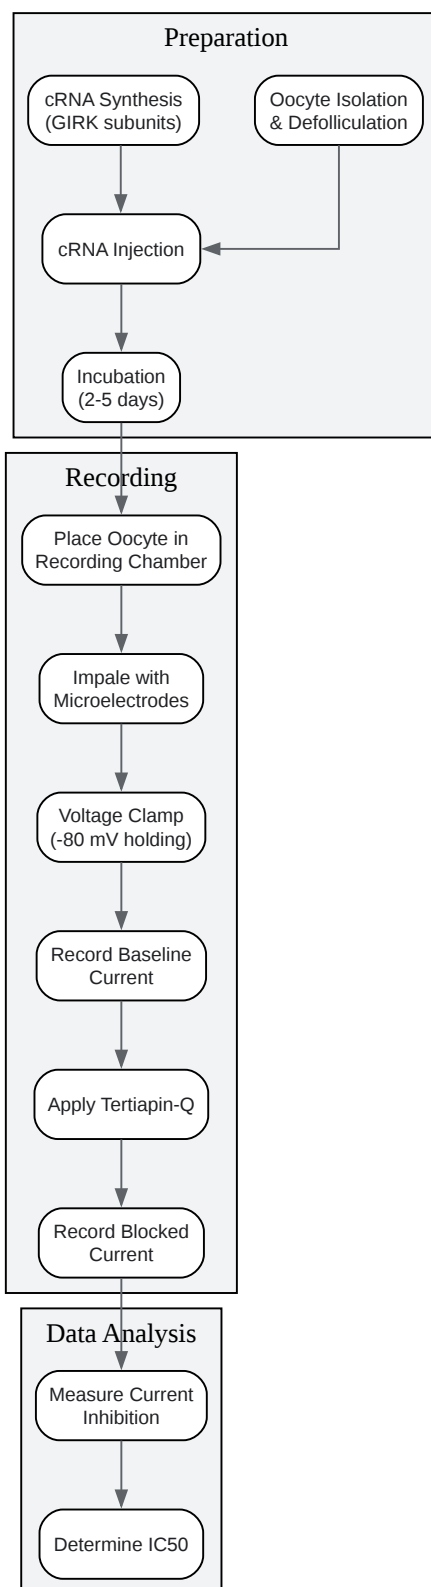 Preparation
cRNA Synthesis
(GIRK subunits)
Oocyte Isolation
& Defolliculation
cRNA Injection
Incubation
(2-5 days)
Recording
Place Oocyte in
Recording Chamber
Impale with
Microelectrodes
Voltage Clamp
(-80 mV holding)
Record Baseline
Current
Apply Tertiapin-Q
Record Blocked
Current
Data Analysis
Measure Current
Inhibition
Determine IC50